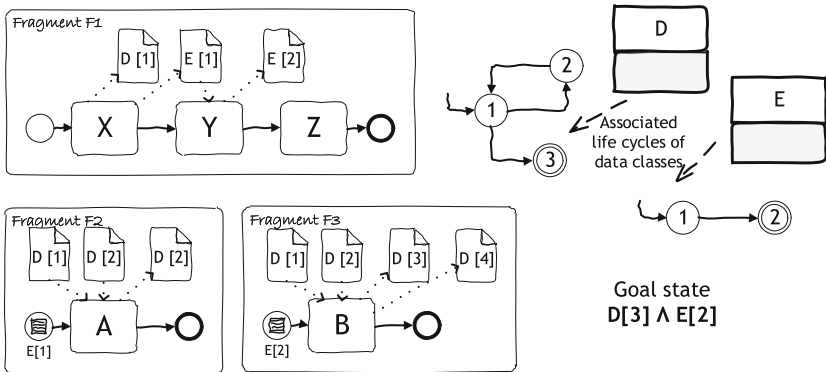 Fragment F1
D [1]
E [1]
E [2]
X
Y
Z
1
2
3
D
E
Associated
life cycles of
data classes
1
2
Fragment F2
D [1]
D [2]
D [2]
A
E[1]
Fragment F3
D [1]
D [2]
D [3]
D [4]
B
E[2]
Goal state
D[3] ∧ E[2]